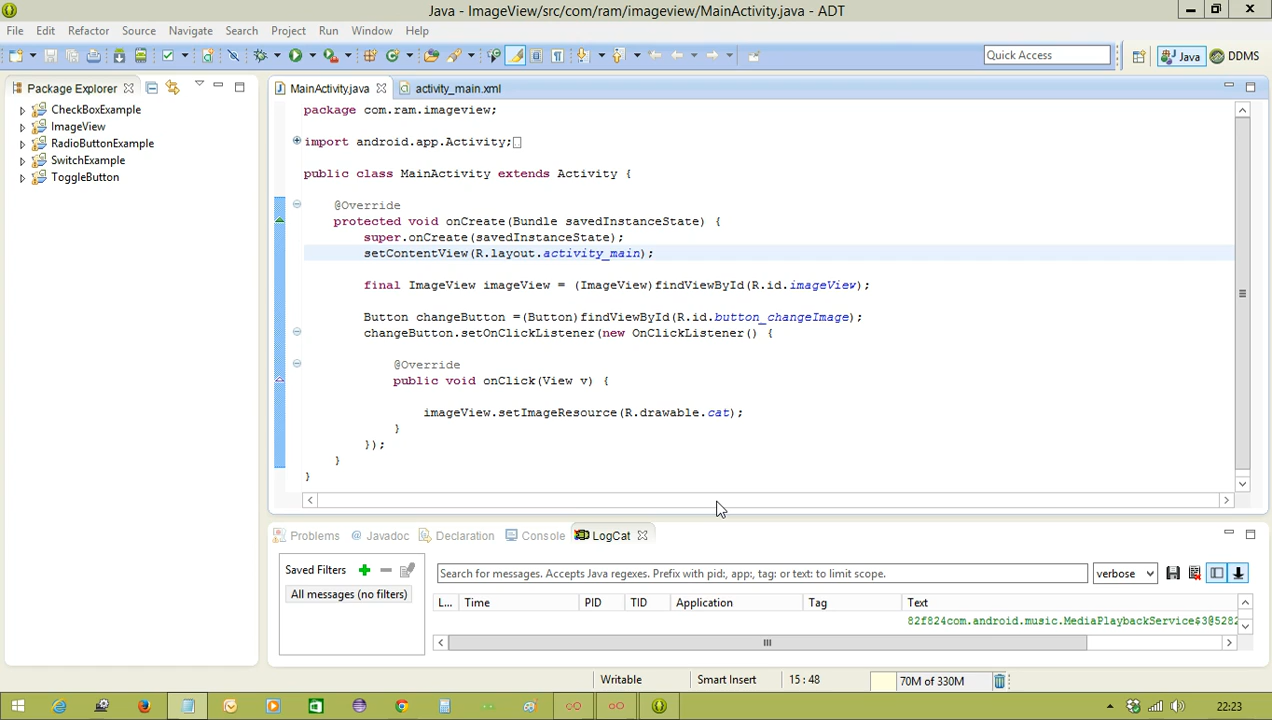 Java - ImageView/src/com/ram/imageview/MainActivity.java - ADT
File Edit Refactor Source Navigate Search Project Run Window Help
Quick Access Java DDMS
Package Explorer
CheckBoxExample
ImageView
RadioButtonExample
SwitchExample
ToggleButton
MainActivity.java activity_main.xml
package com.ram.imageview;
import android.app.Activity;
public class MainActivity extends Activity {
@Override
protected void onCreate(Bundle savedInstanceState) {
super.onCreate(savedInstanceState);
setContentView(R.layout.activity_main);
final ImageView imageView = (ImageView)findViewById(R.id.imageView);
Button changeButton =(Button)findViewById(R.id.button_changeImage);
changeButton.setOnClickListener(new OnClickListener() {
@Override
public void onClick(View v) {
imageView.setImageResource(R.drawable.cat);
}
});
}
}
Problems @ Javadoc Declaration Console LogCat
Saved Filters
All messages (no filters)
Search for messages. Accepts Java regexes. Prefix with pid:, app:, tag: or text: to limit scope.
verbose
L... Time PID TID Application Tag Text
82f824com.android.music.MediaPlaybackService$3@5282
Writable Smart Insert 15 : 48 70M of 330M
22:23